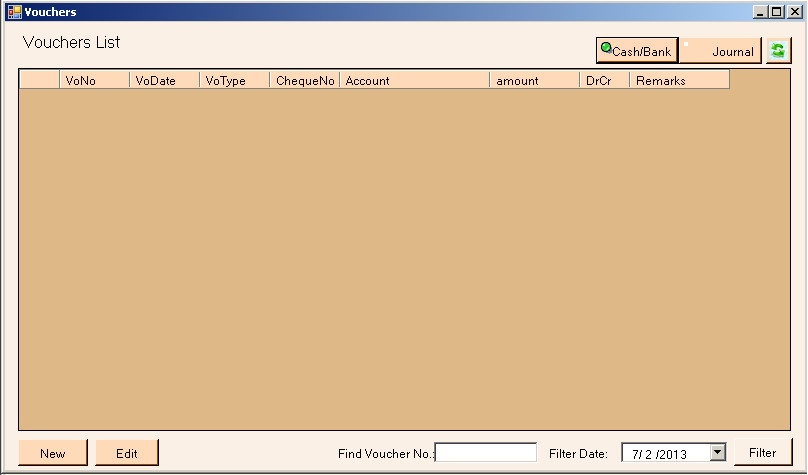 Vouchers
Vouchers List
Cash/Bank Journal
VoNo VoDate VoType ChequeNo Account amount DrCr Remarks
New Edit Find Voucher No.: Filter Date: 7/ 2 /2013 Filter